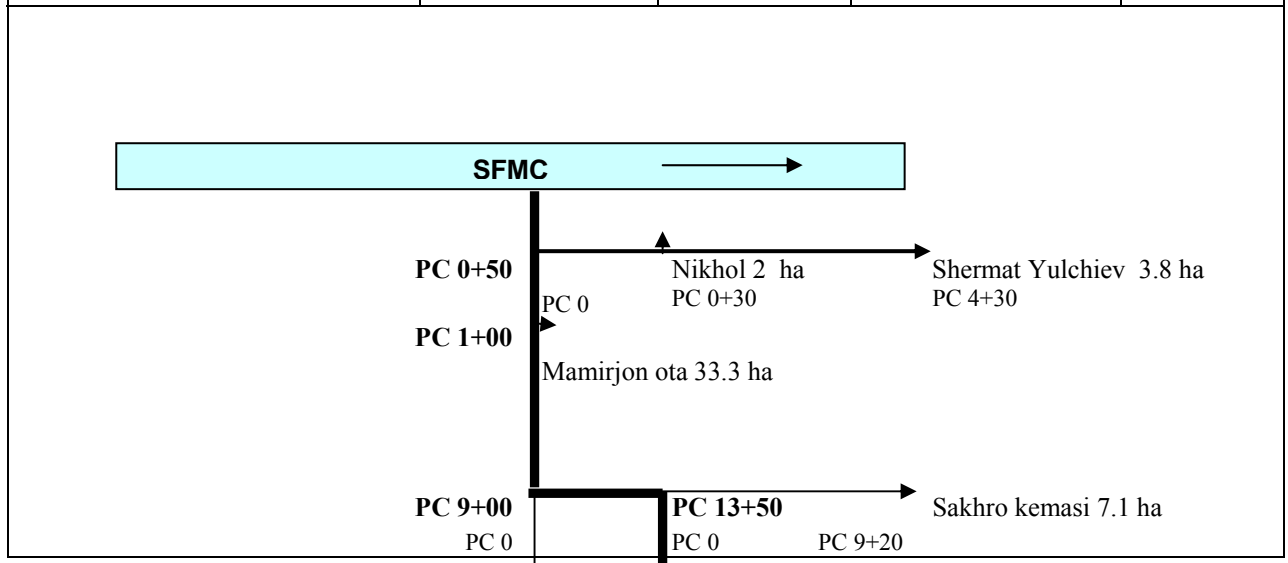 SFMC
PC 0+50
Nikhol 2 ha
Shermat Yulchiev 3.8 ha
PC 0+30
PC 4+30
PC 0
PC 1+00
Mamirjon ota 33.3 ha
PC 9+00
PC 13+50
Sakhro kemasi 7.1 ha
PC 0
PC 0
PC 9+20